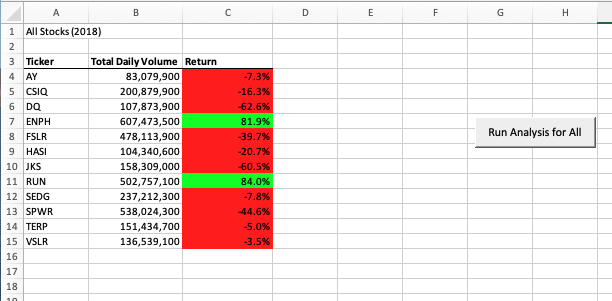 A B C D E F G H
1 All Stocks (2018)
2
3 Ticker Total Daily Volume Return
4 AY 83,079,900 -7.3%
5 CSIQ 200,879,900 -16.3%
6 DQ 107,873,900 -62.6%
7 ENPH 607,473,500 81.9%
8 FSLR 478,113,900 -39.7%
Run Analysis for All
9 HASI 104,340,600 -20.7%
10 JKS 158,309,000 -60.5%
11 RUN 502,757,100 84.0%
12 SEDG 237,212,300 -7.8%
13 SPWR 538,024,300 -44.6%
14 TERP 151,434,700 -5.0%
15 VSLR 136,539,100 -3.5%
16
17
18
19